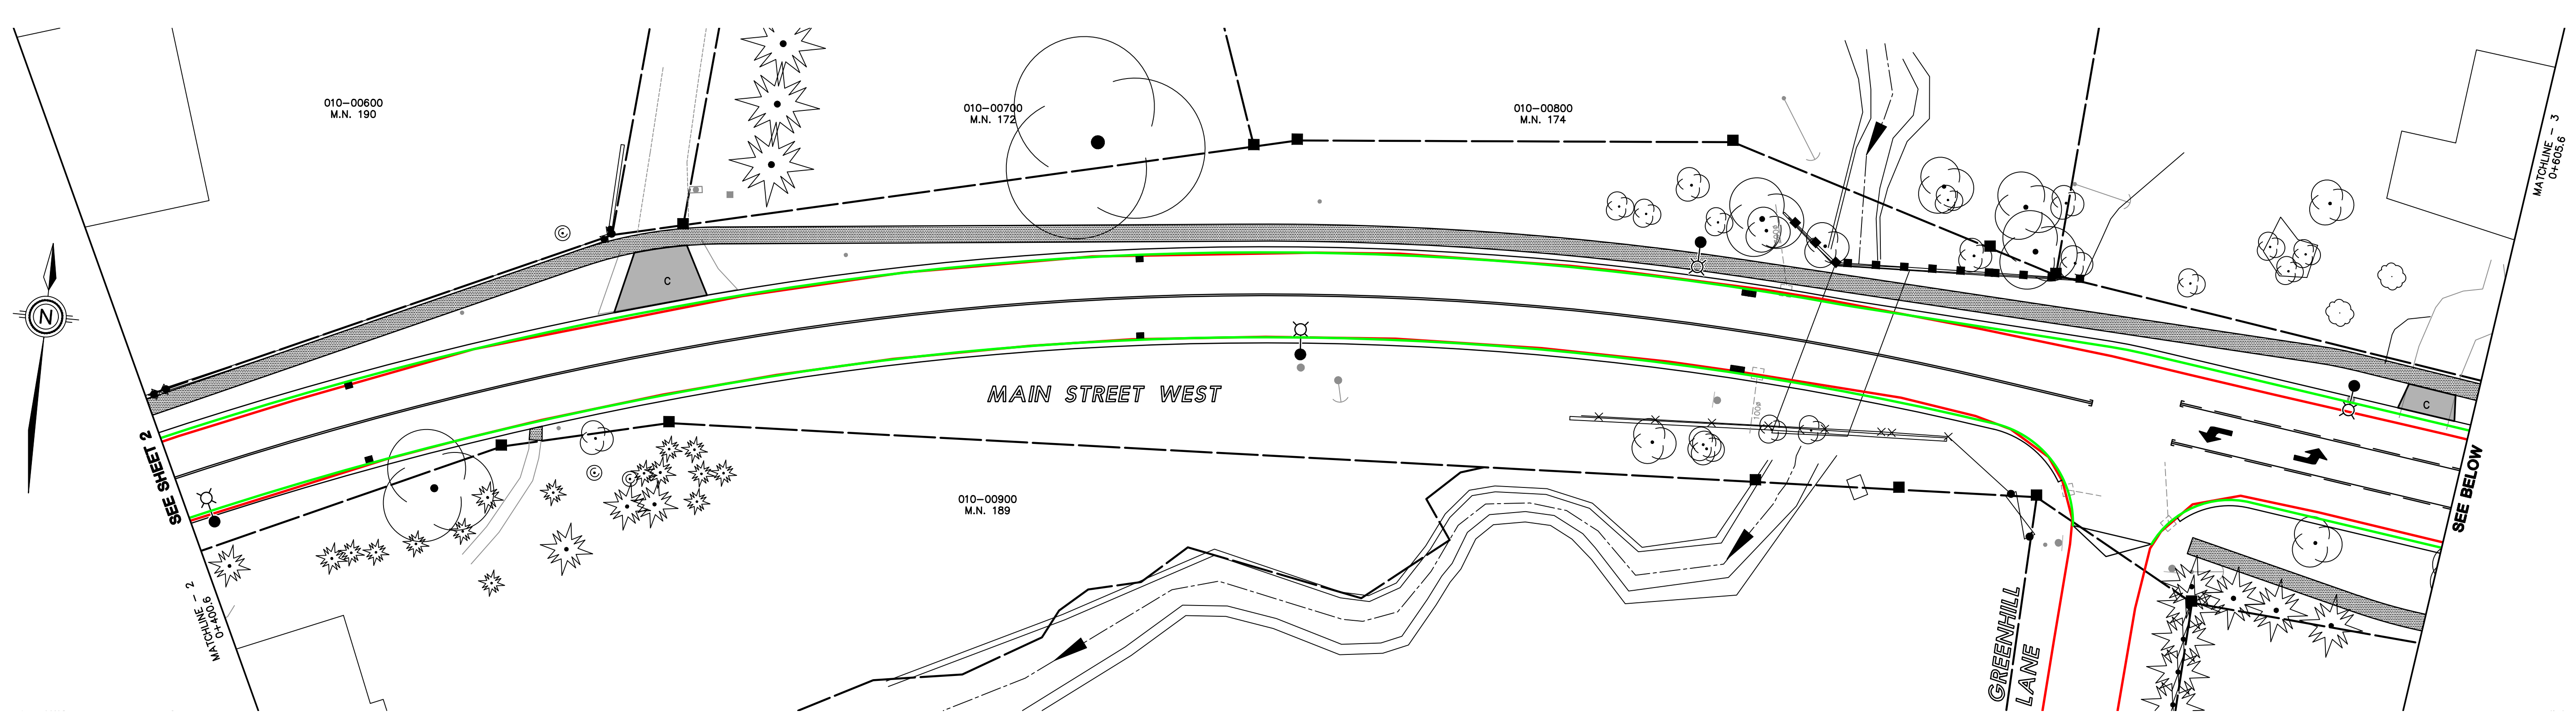 010-00600
M.N. 190
010-00700
M.N. 172
010-00800
M.N. 174
MATCHLINE - 3
0+605.6
C
N
MAIN STREET WEST
C
SEE SHEET 2
SEE BELOW
010-00900
M.N. 189
MATCHLINE - 2
0+400.6
GREENHILL
LANE